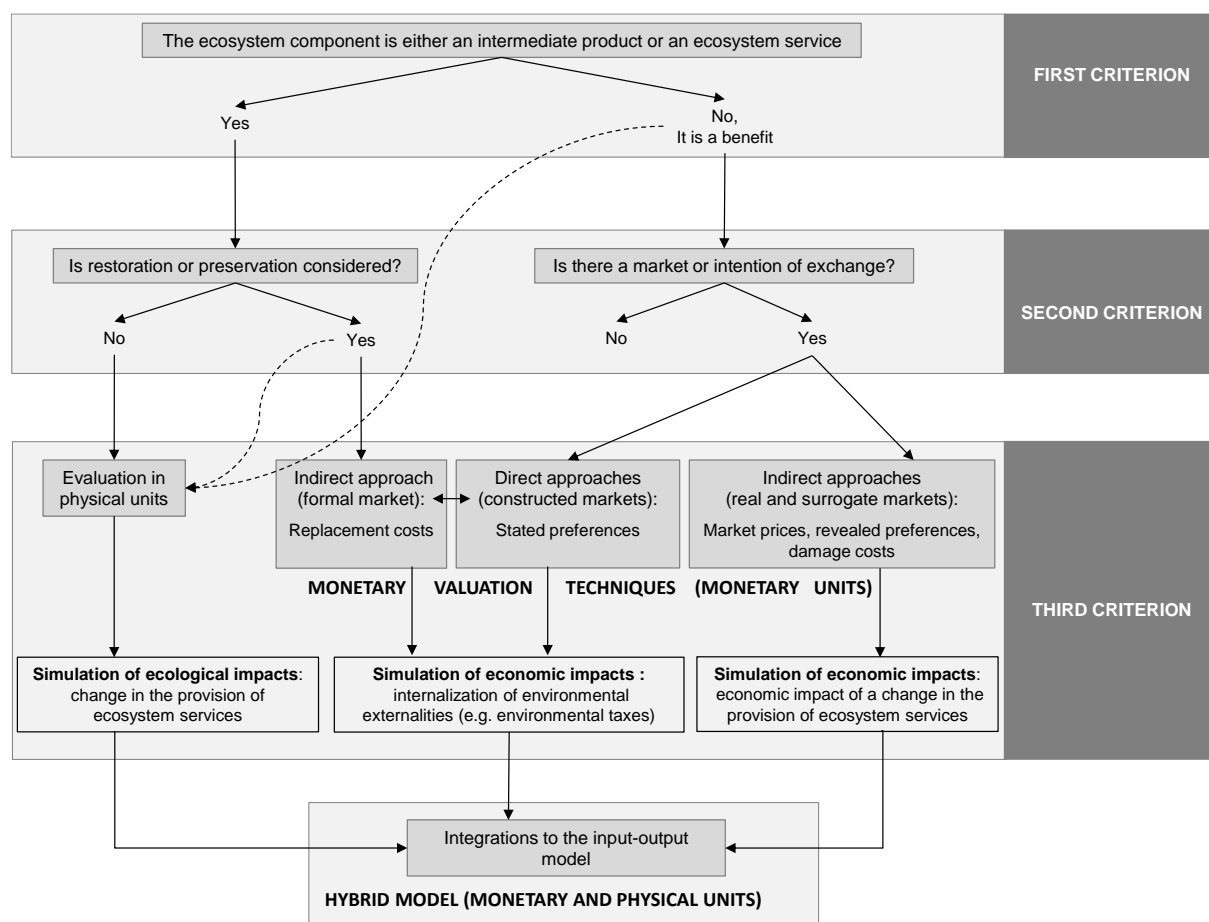 The ecosystem component is either an intermediate product or an ecosystem service
FIRST CRITERION
Yes
No,
It is a benefit
Is restoration or preservation considered?
Is there a market or intention of exchange?
SECOND CRITERION
No
Yes
No
Yes
Evaluation in
physical units
Indirect approach
(formal market):
Replacement costs
Direct approaches
(constructed markets):
Stated preferences
Indirect approaches
(real and surrogate markets):
Market prices, revealed preferences,
damage costs
MONETARY VALUATION TECHNIQUES (MONETARY UNITS)
THIRD CRITERION
Simulation of ecological impacts:
change in the provision of
ecosystem services
Simulation of economic impacts :
internalization of environmental
externalities (e.g. environmental taxes)
Simulation of economic impacts:
economic impact of a change in the
provision of ecosystem services
Integrations to the input-output
model
HYBRID MODEL (MONETARY AND PHYSICAL UNITS)